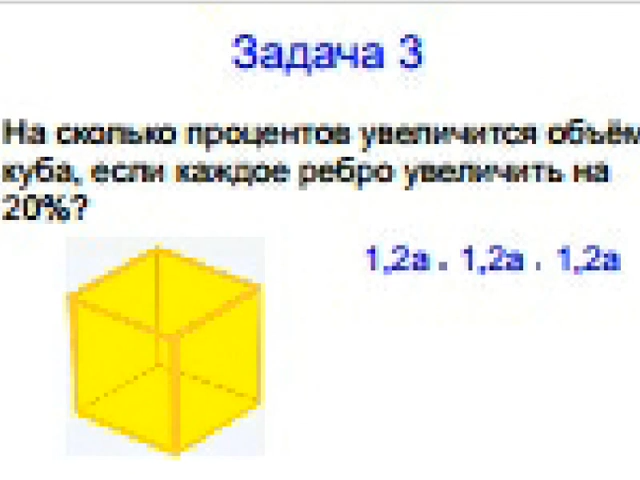 Задача 3
На сколько процентов увеличится объём
куба, если каждое ребро увеличить на
20%?
1,2a . 1,2a . 1,2a